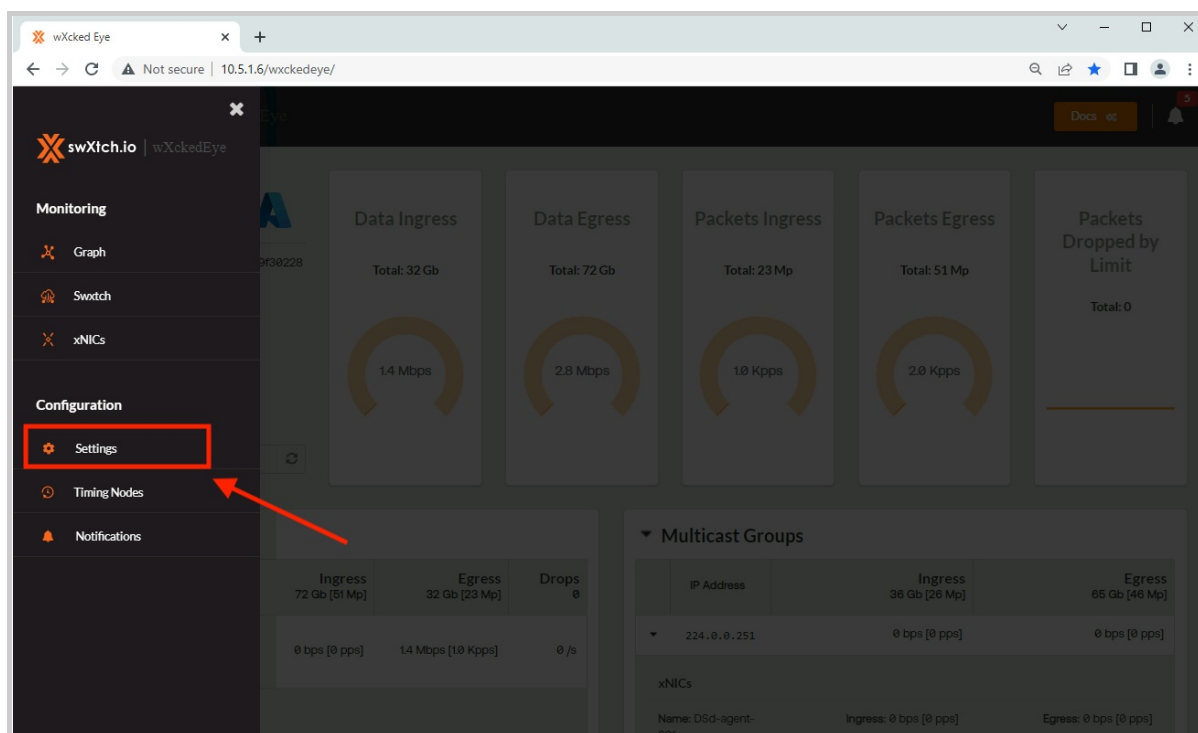 wXcked Eye
Not secure | 10.5.1.6/wxckedeye/
swXtch.io | wXckedEye
Eye
Docs
5
Monitoring
Graph
Swxtch
xNICs
Configuration
Settings
Timing Nodes
Notifications
9f30228
Data Ingress
Total: 32 Gb
1.4 Mbps
Data Egress
Total: 72 Gb
2.8 Mbps
Packets Ingress
Total: 23 Mp
1.0 Kpps
Packets Egress
Total: 51 Mp
2.0 Kpps
Packets
Dropped by
Limit
Total: 0
Ingress Egress Drops
72 Gb [51 Mp] 32 Gb [23 Mp] 0
0 bps [0 pps] 1.4 Mbps [1.0 Kpps] 0 /s
Multicast Groups
IP Address Ingress Egress
36 Gb [26 Mp] 65 Gb [46 Mp]
224.0.0.251 0 bps [0 pps] 0 bps [0 pps]
xNICs
Name: DSd-agent- Ingress: 0 bps [0 pps] Egress: 0 bps [0 pps]